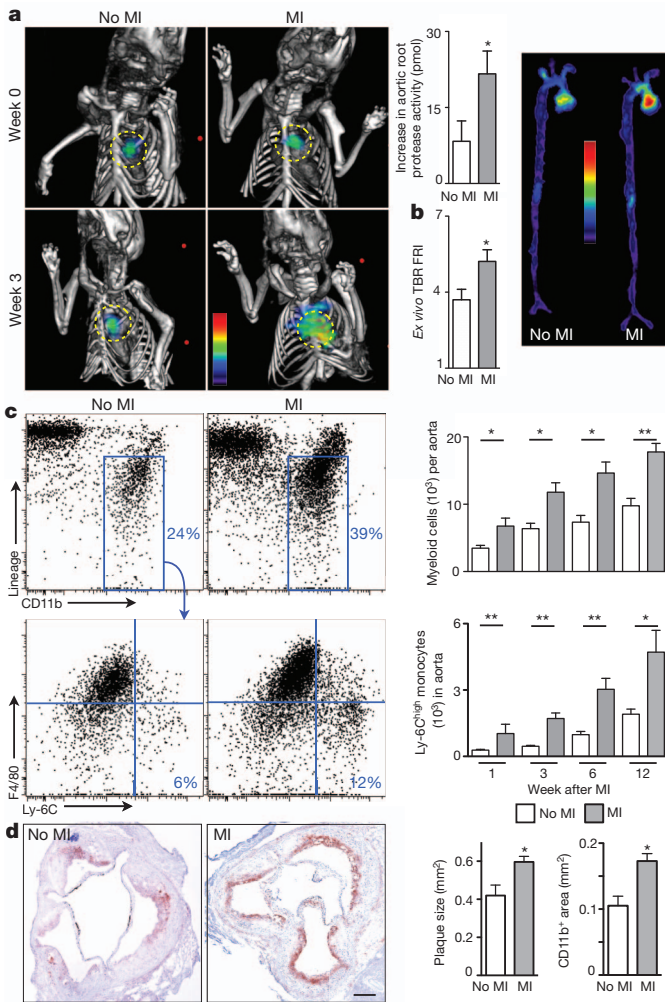 a
No MI
MI
Week 0
Week 3
Increase in aortic root
protease activity (pmol)
30
15
0
*
No MI MI
b
Ex vivo TBR FRI
7
4
1
*
No MI MI
No MI
MI
c
No MI
MI
24%
39%
Lineage
CD11b
6%
12%
F4/80
Ly-6C
Myeloid cells (10³) per aorta
20
10
0
* * * **
Ly-6Chigh monocytes
(10³) in aorta
6
3
0
** ** ** *
1 3 6 12
Week after MI
No MI MI
d
No MI
MI
Plaque size (mm²)
0.8
0.4
0
*
No MI MI
CD11b⁺ area (mm²)
0.2
0.1
0
*
No MI MI